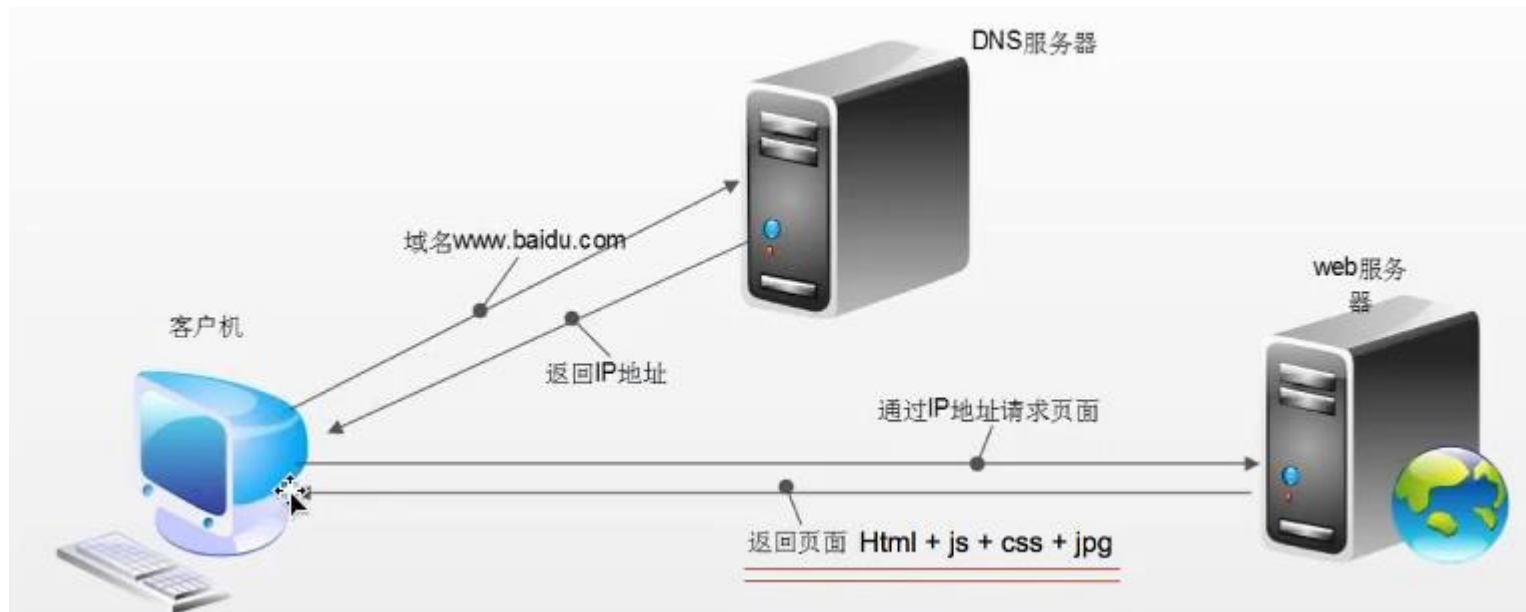 DNS服务器
域名www.baidu.com
web服务
器
客户机
返回IP地址
通过IP地址请求页面
返回页面 Html + js + css + jpg